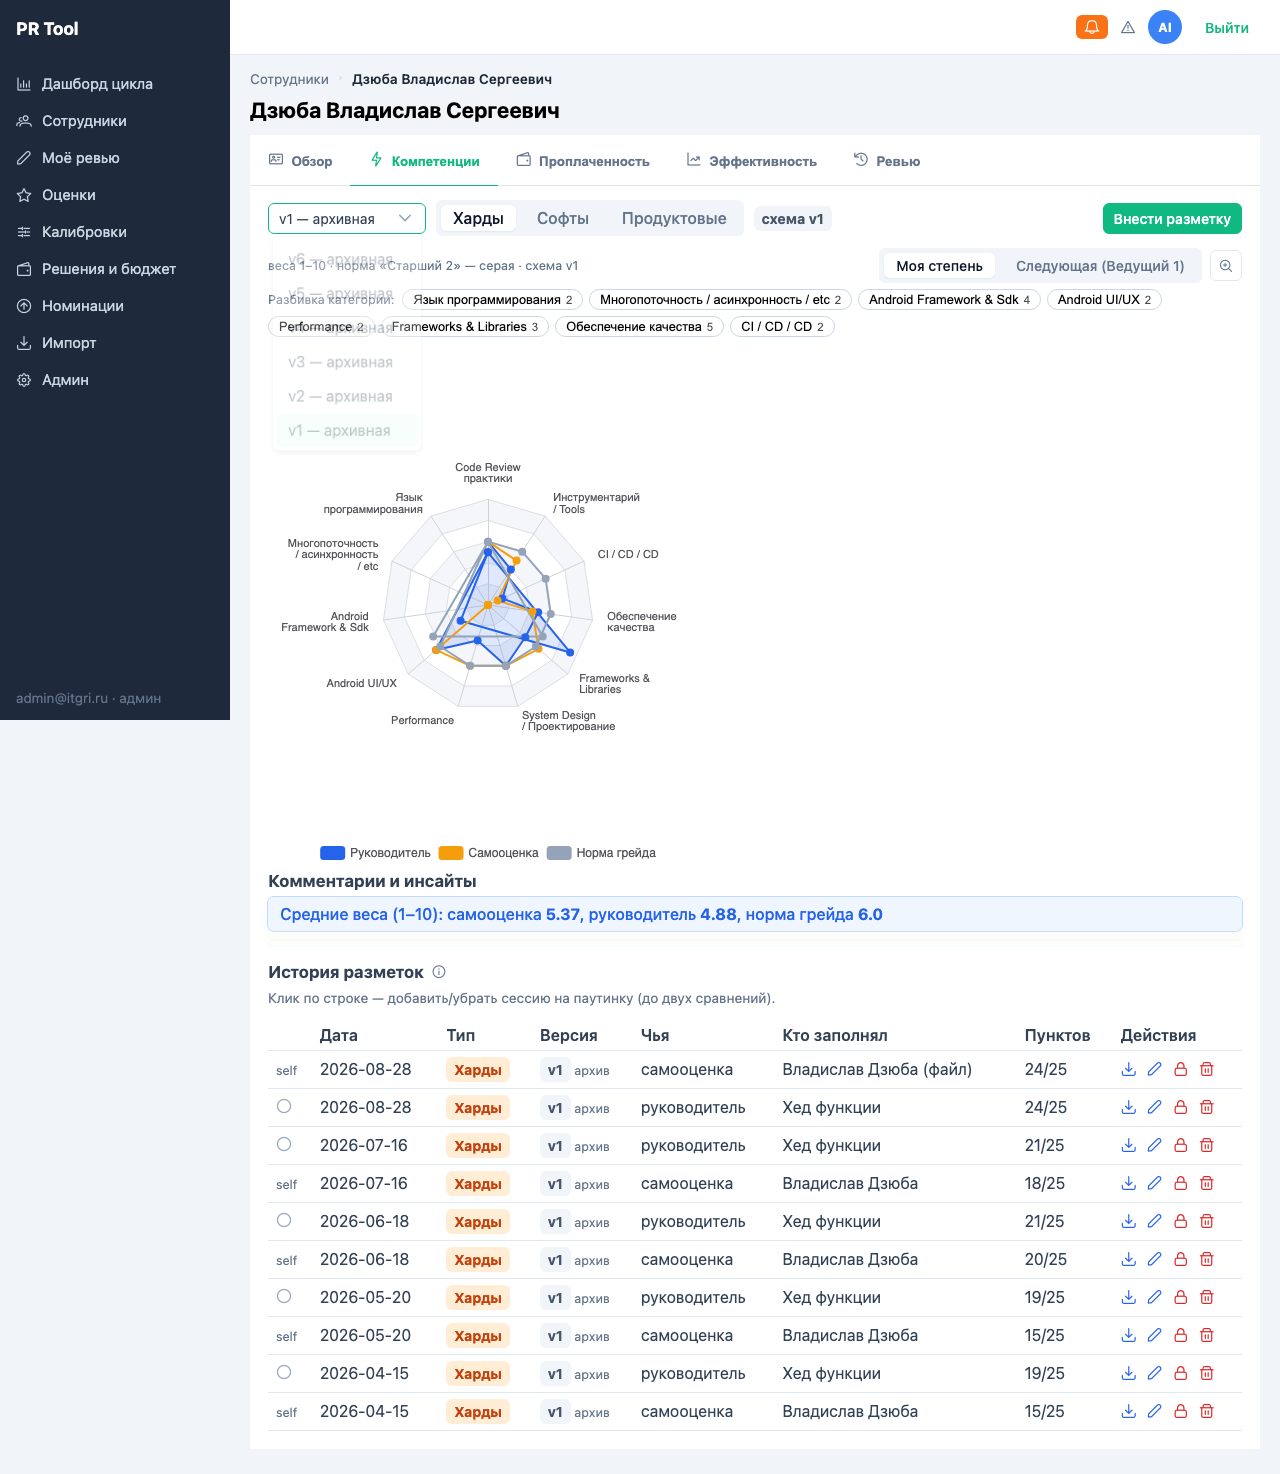 PR Tool
Дашборд цикла
Сотрудники
Моё ревью
Оценки
Калибровки
Решения и бюджет
Номинации
Импорт
Админ
admin@itgri.ru · админ
AI
Выйти
Сотрудники
Дзюба Владислав Сергеевич
Дзюба Владислав Сергеевич
Обзор
Компетенции
Проплаченность
Эффективность
Ревью
v1 — архивная
Харды
Софты
Продуктовые
схема v1
Внести разметку
веса 1–10 · норма «Старший 2» — серая · схема v1
Моя степень
Следующая (Ведущий 1)
Разбивка категории:
Язык программирования 2
Многопоточность / асинхронность / etc 2
Android Framework & Sdk 4
Android UI/UX 2
Performance 2
Frameworks & Libraries 3
Обеспечение качества 5
CI / CD / CD 2
v6 — архивная
v5 — архивная
v4 — архивная
v3 — архивная
v2 — архивная
v1 — архивная
Code Review
практики
Инструментарий
/ Tools
CI / CD / CD
Обеспечение
качества
Frameworks &
Libraries
System Design
/ Проектирование
Performance
Android UI/UX
Android
Framework & Sdk
Многопоточность
/ асинхронность
/ etc
Язык
программирования
Руководитель
Самооценка
Норма грейда
Комментарии и инсайты
Средние веса (1–10): самооценка 5.37, руководитель 4.88, норма грейда 6.0
История разметок
Клик по строке — добавить/убрать сессию на паутинку (до двух сравнений).
Дата Тип Версия Чья Кто заполнял Пунктов Действия
self 2026-08-28 Харды v1 архив самооценка Владислав Дзюба (файл) 24/25
2026-08-28 Харды v1 архив руководитель Хед функции 24/25
2026-07-16 Харды v1 архив руководитель Хед функции 21/25
self 2026-07-16 Харды v1 архив самооценка Владислав Дзюба 18/25
2026-06-18 Харды v1 архив руководитель Хед функции 21/25
self 2026-06-18 Харды v1 архив самооценка Владислав Дзюба 20/25
2026-05-20 Харды v1 архив руководитель Хед функции 19/25
self 2026-05-20 Харды v1 архив самооценка Владислав Дзюба 15/25
2026-04-15 Харды v1 архив руководитель Хед функции 19/25
self 2026-04-15 Харды v1 архив самооценка Владислав Дзюба 15/25